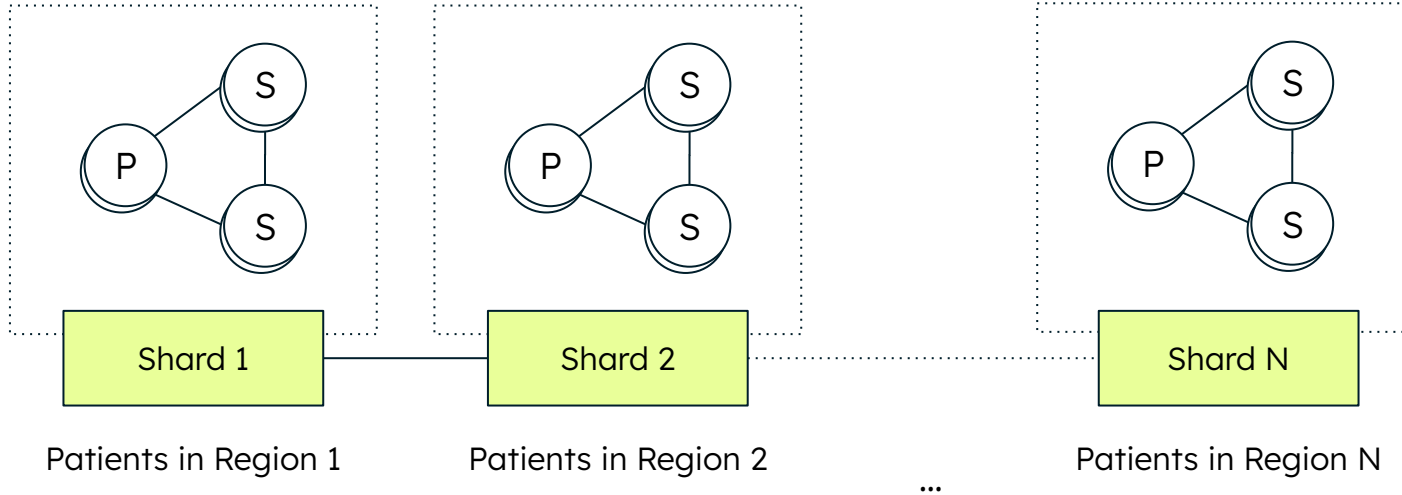 S
S
S
P
P
P
S
S
S
Shard 1
Shard 2
Shard N
Patients in Region 1
Patients in Region 2
Patients in Region N
...